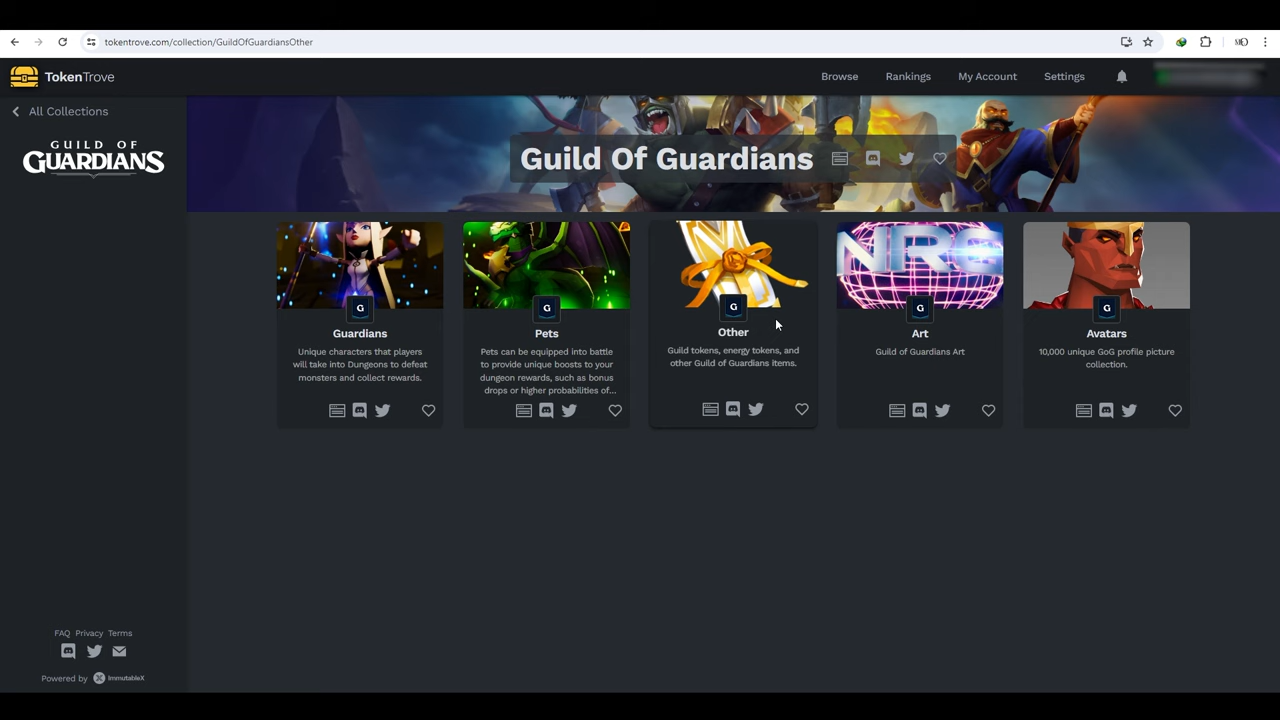 tokentrove.com/collection/GuildOfGuardiansOther
TokenTrove
Browse
Rankings
My Account
Settings
All Collections
GUILD OF
GUARDIANS
Guild Of Guardians
Guardians
Unique characters that players
will take into Dungeons to defeat
monsters and collect rewards.
Pets
Pets can be equipped into battle
to provide unique boosts to your
dungeon rewards, such as bonus
drops or higher probabilities of...
Other
Guild tokens, energy tokens, and
other Guild of Guardians items.
NRG
Art
Guild of Guardians Art
Avatars
10,000 unique GoG profile picture
collection.
G
G
G
G
G
FAQ Privacy Terms
Powered by ImmutableX